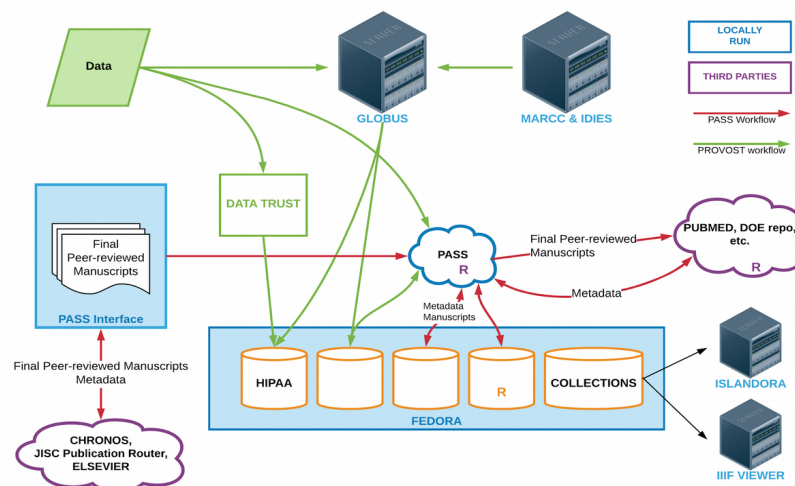 Data
SERVER
GLOBUS
SERVER
MARCC & IDIES
LOCALLY
RUN
THIRD PARTIES
PASS Workflow
PROVOST workflow
DATA TRUST
Final
Peer-reviewed
Manuscripts
PASS Interface
PASS
R
Final Peer-reviewed
Manuscripts
PUBMED, DOE repo,
etc.
R
Metadata
Metadata
Manuscripts
HIPAA
R
COLLECTIONS
FEDORA
ISLANDORA
IIIF VIEWER
Final Peer-reviewed Manuscripts
Metadata
CHRONOS,
JISC Publication Router,
ELSEVIER